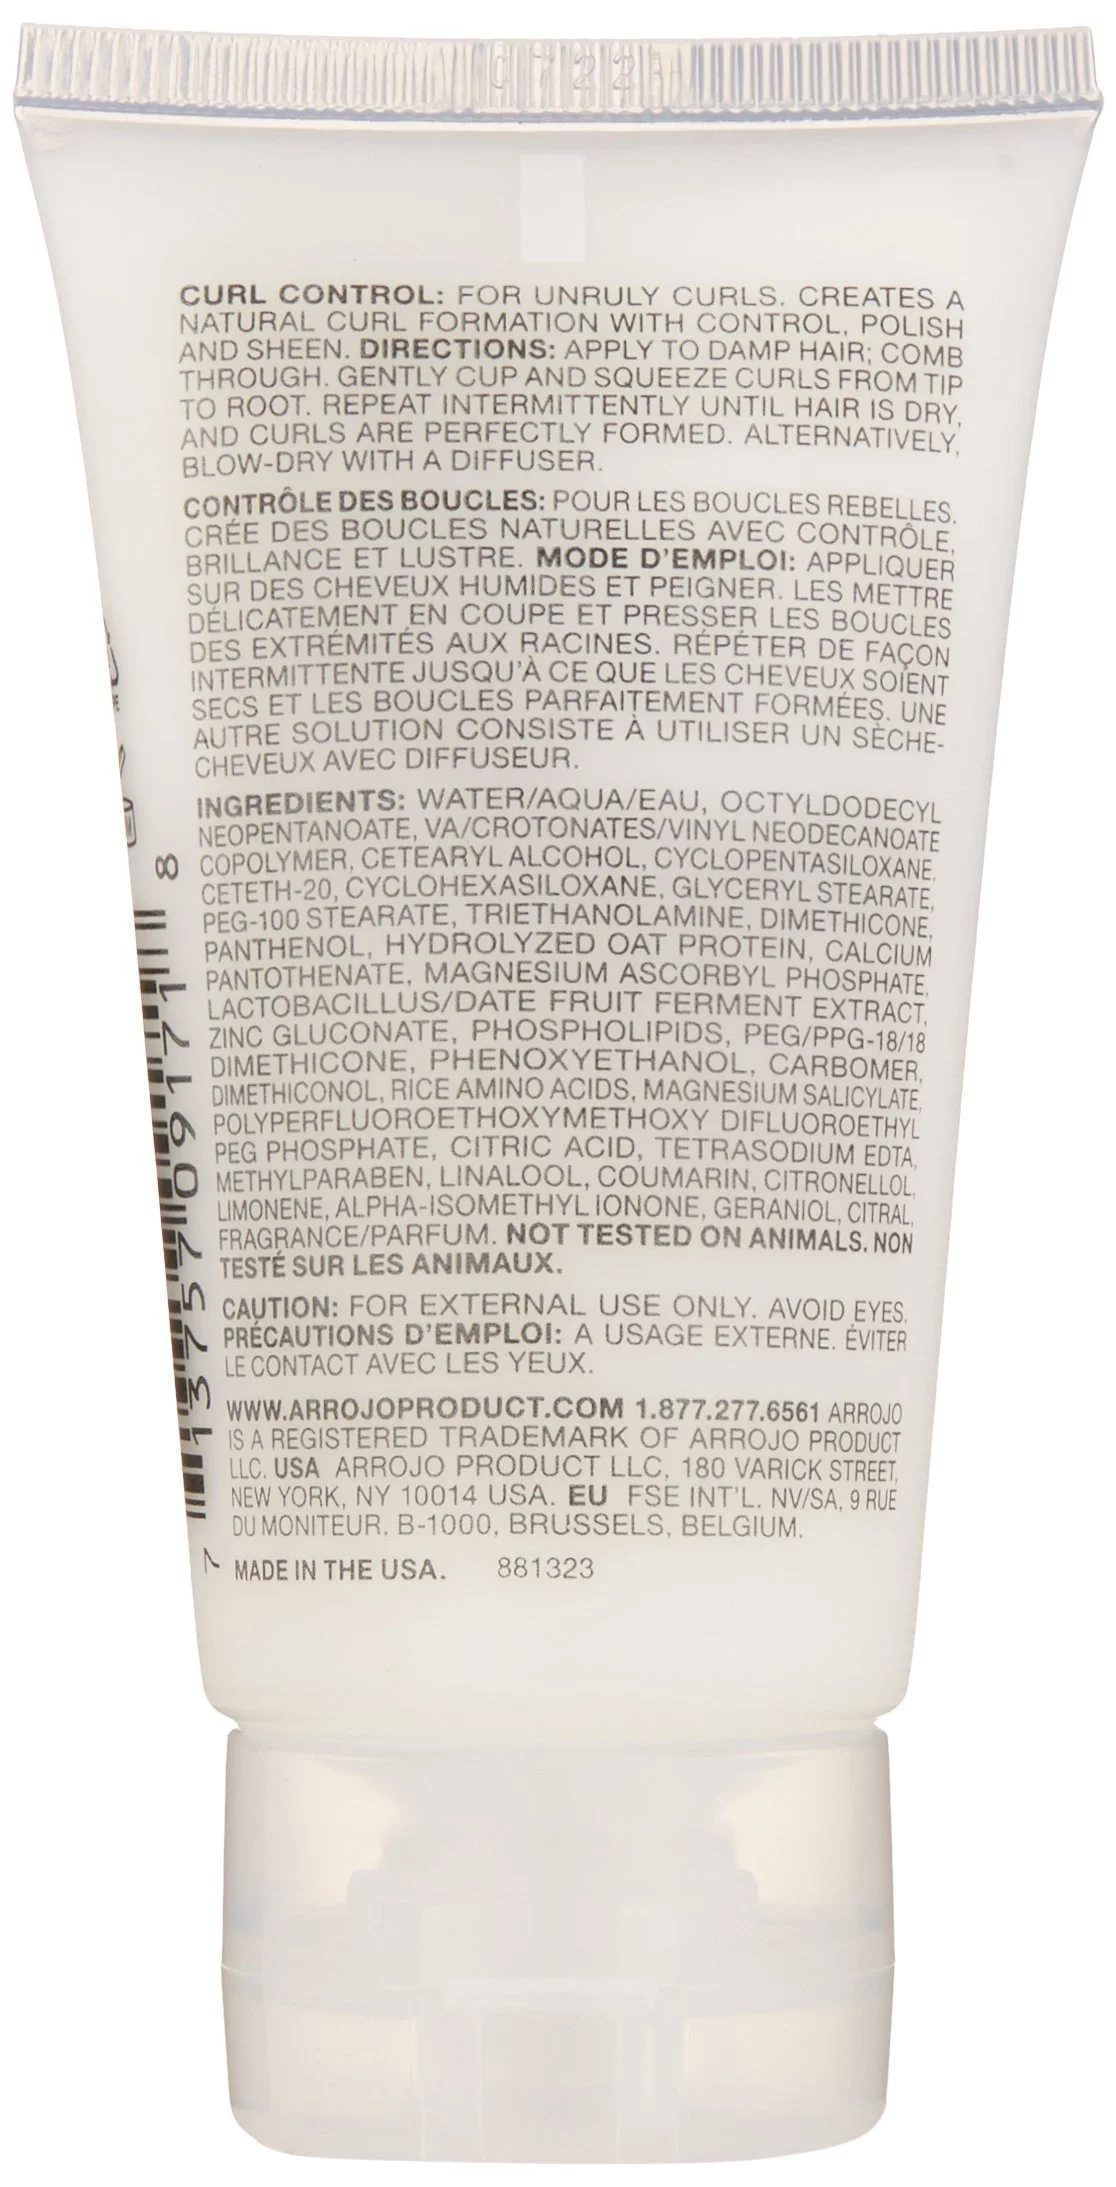 CURL CONTROL: FOR UNRULY CURLS. CREATES A
NATURAL CURL FORMATION WITH CONTROL, POLISH
AND SHEEN. DIRECTIONS: APPLY TO DAMP HAIR; COMB
THROUGH. GENTLY CUP AND SQUEEZE CURLS FROM TIP
TO ROOT. REPEAT INTERMITTENTLY UNTIL HAIR IS DRY,
AND CURLS ARE PERFECTLY FORMED. ALTERNATIVELY,
BLOW-DRY WITH A DIFFUSER.
CONTRÔLE DES BOUCLES: POUR LES BOUCLES REBELLES.
CRÉE DES BOUCLES NATURELLES AVEC CONTRÔLE,
BRILLANCE ET LUSTRE. MODE D'EMPLOI: APPLIQUER
SUR DES CHEVEUX HUMIDES ET PEIGNER. LES METTRE
DÉLICATEMENT EN COUPE ET PRESSER LES BOUCLES
DES EXTRÉMITÉS AUX RACINES. RÉPÉTER DE FAÇON
INTERMITTENTE JUSQU'À CE QUE LES CHEVEUX SOIENT
SECS ET LES BOUCLES PARFAITEMENT FORMÉES. UNE
AUTRE SOLUTION CONSISTE À UTILISER UN SÈCHE-
CHEVEUX AVEC DIFFUSEUR.
INGREDIENTS: WATER/AQUA/EAU, OCTYLDODECYL
NEOPENTANOATE, VA/CROTONATES/VINYL NEODECANOATE
COPOLYMER, CETEARYL ALCOHOL, CYCLOPENTASILOXANE,
CETETH-20, CYCLOHEXASILOXANE, GLYCERYL STEARATE,
PEG-100 STEARATE, TRIETHANOLAMINE, DIMETHICONE,
PANTHENOL, HYDROLYZED OAT PROTEIN, CALCIUM
PANTOTHENATE, MAGNESIUM ASCORBYL PHOSPHATE,
LACTOBACILLUS/DATE FRUIT FERMENT EXTRACT,
ZINC GLUCONATE, PHOSPHOLIPIDS, PEG/PPG-18/18
DIMETHICONE, PHENOXYETHANOL, CARBOMER,
DIMETHICONOL, RICE AMINO ACIDS, MAGNESIUM SALICYLATE,
POLYPERFLUOROETHOXYMETHOXY DIFLUOROETHYL
PEG PHOSPHATE, CITRIC ACID, TETRASODIUM EDTA,
METHYLPARABEN, LINALOOL, COUMARIN, CITRONELLOL,
LIMONENE, ALPHA-ISOMETHYL IONONE, GERANIOL, CITRAL,
FRAGRANCE/PARFUM. NOT TESTED ON ANIMALS. NON
TESTÉ SUR LES ANIMAUX.
CAUTION: FOR EXTERNAL USE ONLY. AVOID EYES.
PRÉCAUTIONS D'EMPLOI: A USAGE EXTERNE. ÉVITER
LE CONTACT AVEC LES YEUX.
WWW.ARROJOPRODUCT.COM 1.877.277.6561 ARROJO
IS A REGISTERED TRADEMARK OF ARROJO PRODUCT
LLC. USA ARROJO PRODUCT LLC, 180 VARICK STREET,
NEW YORK, NY 10014 USA. EU FSE INT'L. NV/SA, 9 RUE
DU MONITEUR. B-1000, BRUSSELS, BELGIUM.
MADE IN THE USA. 881323
7 13757 09171 8